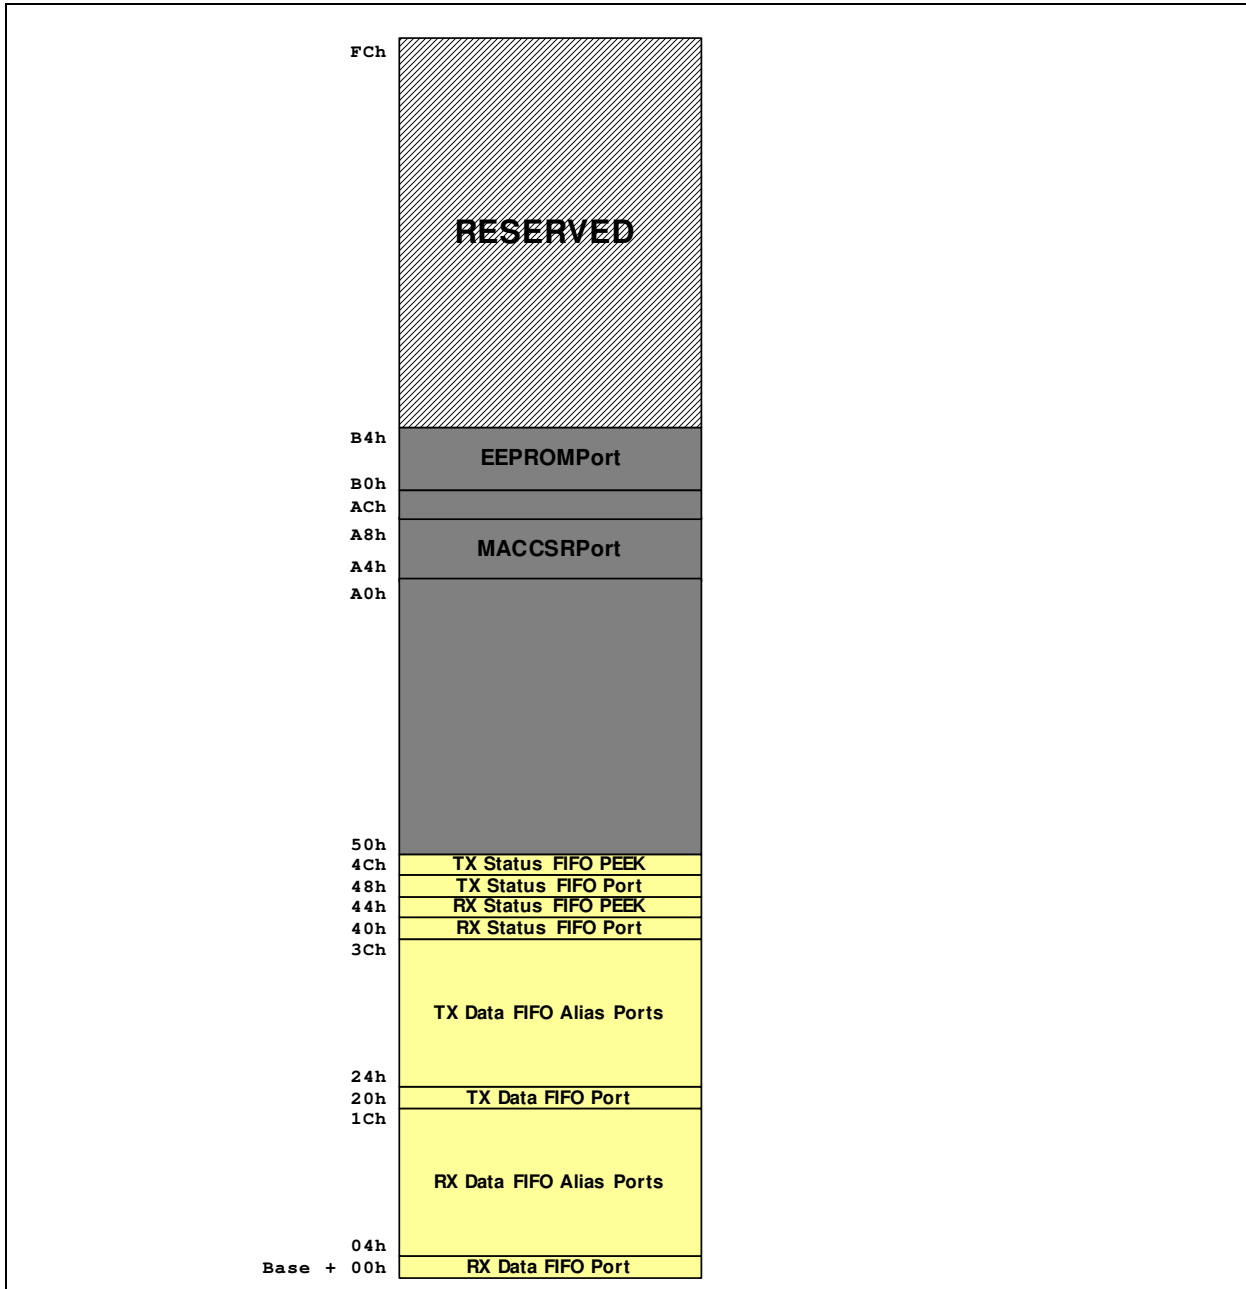 FCh
RESERVED
B4h
EEPROMPort
B0h
ACh
A8h
MACCSRPort
A4h
A0h
50h
4Ch TX Status FIFO PEEK
48h TX Status FIFO Port
44h RX Status FIFO PEEK
40h RX Status FIFO Port
3Ch
TX Data FIFO Alias Ports
24h
20h TX Data FIFO Port
1Ch
RX Data FIFO Alias Ports
04h
Base + 00h RX Data FIFO Port